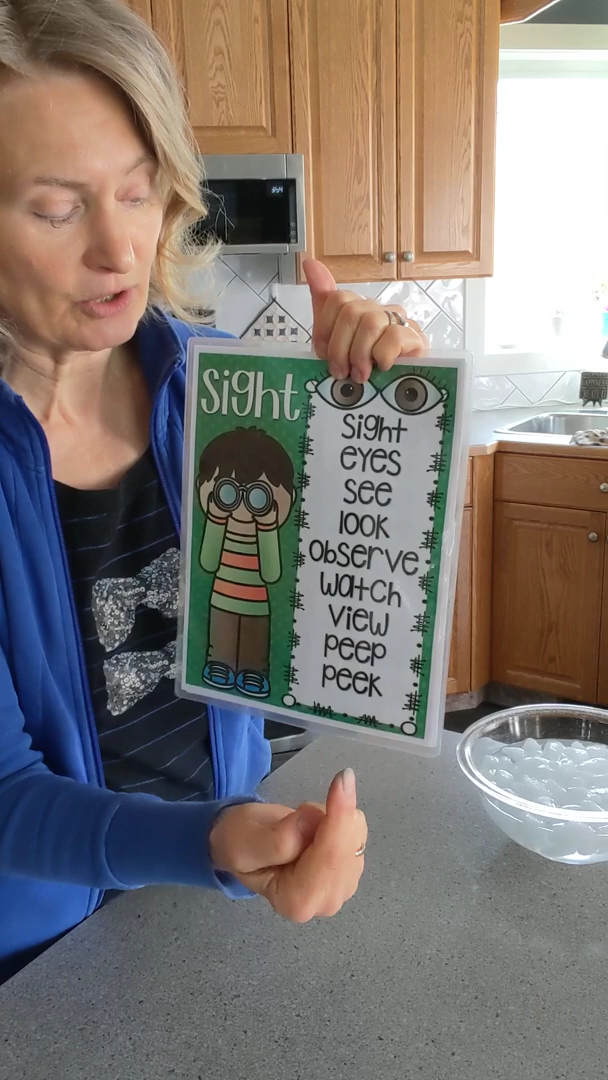 Sight
Sight
eyes
see
look
observe
watch
view
peep
peek